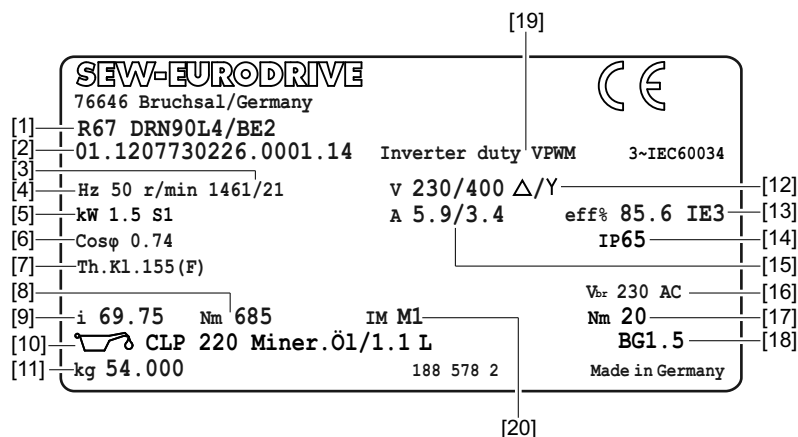 [19]
SEW-EURODRIVE CE
76646 Bruchsal/Germany
[1] R67 DRN90L4/BE2
[2] 01.1207730226.0001.14 Inverter duty VPWM 3~IEC60034
[3]
[4] Hz 50 r/min 1461/21 V 230/400 △/Y [12]
[5] kW 1.5 S1 A 5.9/3.4 eff% 85.6 IE3 [13]
[6] Cosφ 0.74 IP65 [14]
[7] Th.Kl.155(F) [15]
[8] Vbr 230 AC [16]
[9] i 69.75 Nm 685 IM M1 Nm 20 [17]
[10] CLP 220 Miner.Öl/1.1 L BG1.5 [18]
[11] kg 54.000 188 578 2 Made in Germany
[20]